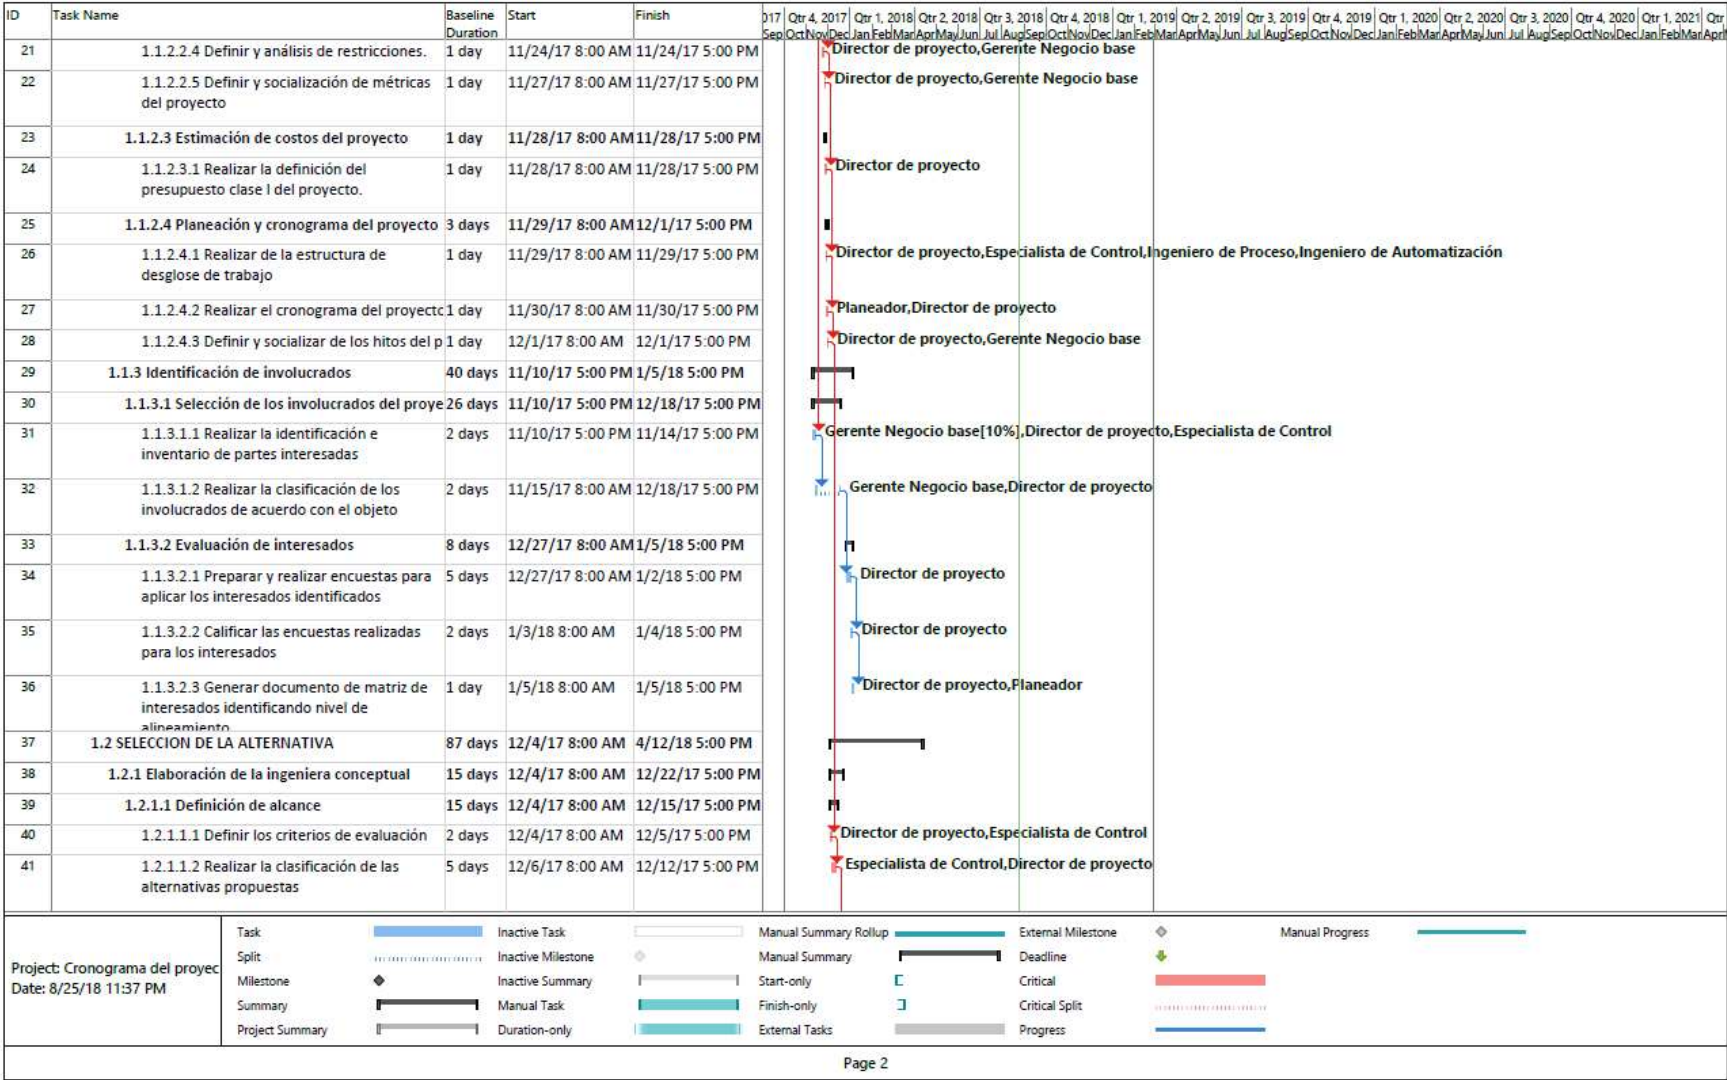 ID Task Name Baseline Duration Start Finish
017 Qtr 4, 2017 Qtr 1, 2018 Qtr 2, 2018 Qtr 3, 2018 Qtr 4, 2018 Qtr 1, 2019 Qtr 2, 2019 Qtr 3, 2019 Qtr 4, 2019 Qtr 1, 2020 Qtr 2, 2020 Qtr 3, 2020 Qtr 4, 2020 Qtr 1, 2021 Qtr
Sep Oct Nov Dec Jan Feb Mar Apr May Jun Jul Aug Sep Oct Nov Dec Jan Feb Mar Apr May Jun Jul Aug Sep Oct Nov Dec Jan Feb Mar Apr May Jun Jul Aug Sep Oct Nov Dec Jan Feb Mar Apr
21 1.1.2.2.4 Definir y análisis de restricciones. 1 day 11/24/17 8:00 AM 11/24/17 5:00 PM Director de proyecto,Gerente Negocio base
22 1.1.2.2.5 Definir y socialización de métricas 1 day 11/27/17 8:00 AM 11/27/17 5:00 PM Director de proyecto,Gerente Negocio base
del proyecto
23 1.1.2.3 Estimación de costos del proyecto 1 day 11/28/17 8:00 AM 11/28/17 5:00 PM
24 1.1.2.3.1 Realizar la definición del 1 day 11/28/17 8:00 AM 11/28/17 5:00 PM Director de proyecto
presupuesto clase I del proyecto.
25 1.1.2.4 Planeación y cronograma del proyecto 3 days 11/29/17 8:00 AM 12/1/17 5:00 PM
26 1.1.2.4.1 Realizar de la estructura de 1 day 11/29/17 8:00 AM 11/29/17 5:00 PM Director de proyecto,Especialista de Control,Ingeniero de Proceso,Ingeniero de Automatización
desglose de trabajo
27 1.1.2.4.2 Realizar el cronograma del proyecto 1 day 11/30/17 8:00 AM 11/30/17 5:00 PM Planeador,Director de proyecto
28 1.1.2.4.3 Definir y socializar de los hitos del p 1 day 12/1/17 8:00 AM 12/1/17 5:00 PM Director de proyecto,Gerente Negocio base
29 1.1.3 Identificación de involucrados 40 days 11/10/17 5:00 PM 1/5/18 5:00 PM
30 1.1.3.1 Selección de los involucrados del proye 26 days 11/10/17 5:00 PM 12/18/17 5:00 PM
31 1.1.3.1.1 Realizar la identificación e 2 days 11/10/17 5:00 PM 11/14/17 5:00 PM Gerente Negocio base[10%],Director de proyecto,Especialista de Control
inventario de partes interesadas
32 1.1.3.1.2 Realizar la clasificación de los 2 days 11/15/17 8:00 AM 12/18/17 5:00 PM Gerente Negocio base,Director de proyecto
involucrados de acuerdo con el objeto
33 1.1.3.2 Evaluación de interesados 8 days 12/27/17 8:00 AM 1/5/18 5:00 PM
34 1.1.3.2.1 Preparar y realizar encuestas para 5 days 12/27/17 8:00 AM 1/2/18 5:00 PM Director de proyecto
aplicar los interesados identificados
35 1.1.3.2.2 Calificar las encuestas realizadas 2 days 1/3/18 8:00 AM 1/4/18 5:00 PM Director de proyecto
para los interesados
36 1.1.3.2.3 Generar documento de matriz de 1 day 1/5/18 8:00 AM 1/5/18 5:00 PM Director de proyecto,Planeador
interesados identificando nivel de
alineamiento
37 1.2 SELECCION DE LA ALTERNATIVA 87 days 12/4/17 8:00 AM 4/12/18 5:00 PM
38 1.2.1 Elaboración de la ingeniera conceptual 15 days 12/4/17 8:00 AM 12/22/17 5:00 PM
39 1.2.1.1 Definición de alcance 15 days 12/4/17 8:00 AM 12/15/17 5:00 PM
40 1.2.1.1.1 Definir los criterios de evaluación 2 days 12/4/17 8:00 AM 12/5/17 5:00 PM Director de proyecto,Especialista de Control
41 1.2.1.1.2 Realizar la clasificación de las 5 days 12/6/17 8:00 AM 12/12/17 5:00 PM Especialista de Control,Director de proyecto
alternativas propuestas
Project: Cronograma del proyec
Date: 8/25/18 11:37 PM
Task Inactive Task Manual Summary Rollup External Milestone Manual Progress
Split Inactive Milestone Manual Summary Deadline
Milestone Inactive Summary Start-only Critical
Summary Manual Task Finish-only Critical Split
Project Summary Duration-only External Tasks Progress
Page 2